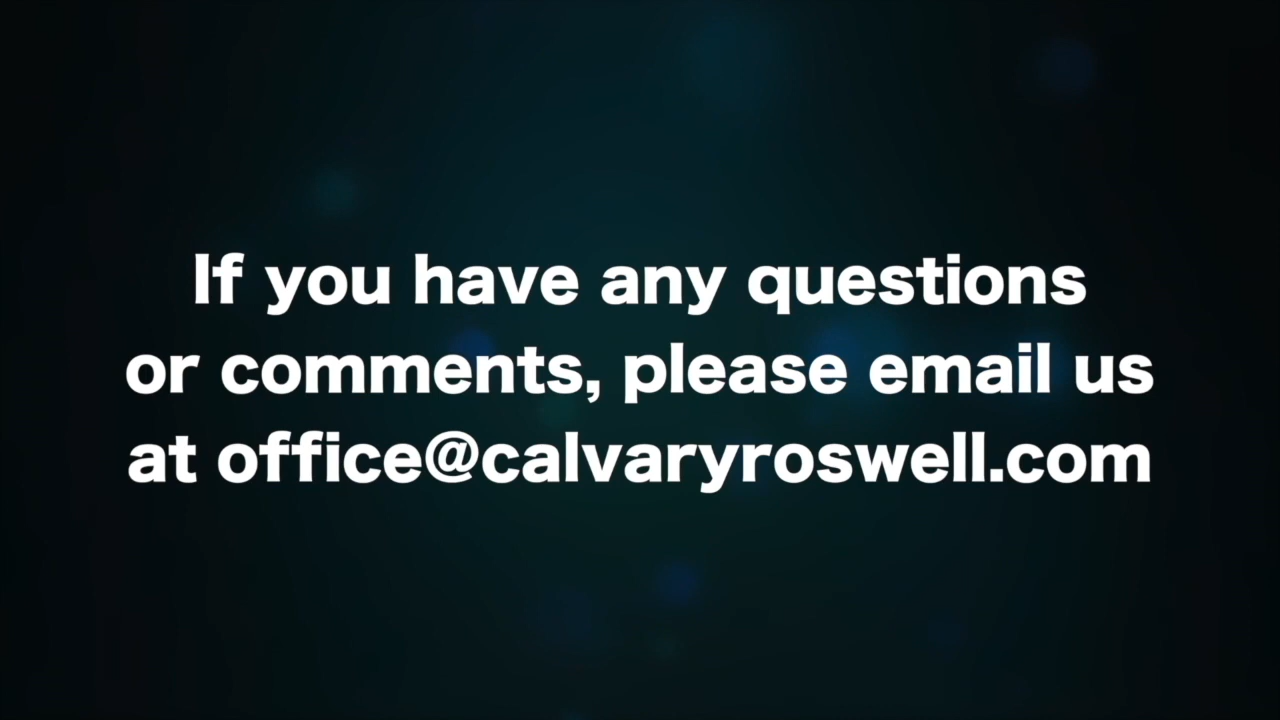 If you have any questions
or comments, please email us
at office@calvaryroswell.com